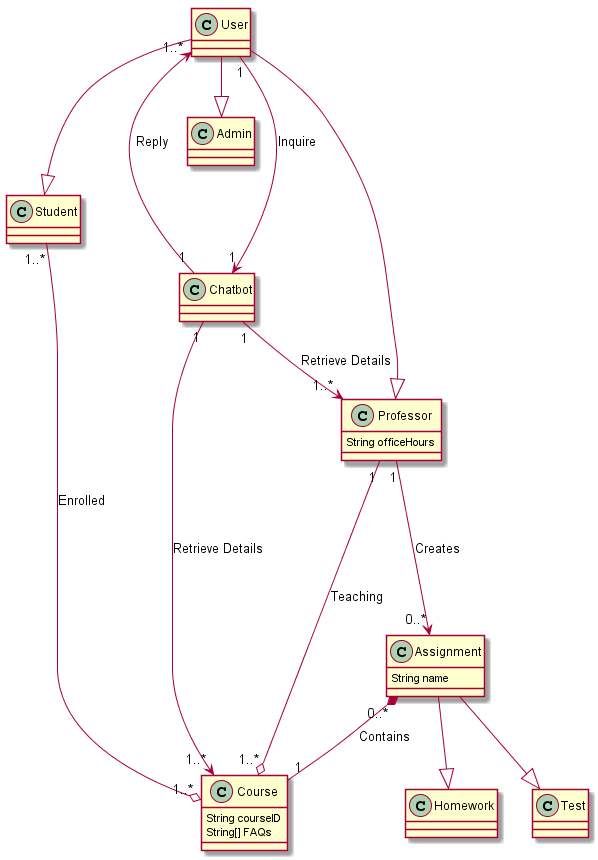 C User
1..*
1
Reply
Inquire
C Admin
C Student
1..*
1
1
C Chatbot
1
1
Retrieve Details
1..*
C Professor
String officeHours
1
1
Enrolled
Retrieve Details
Creates
Teaching
0..*
C Assignment
String name
0..*
Contains
1..*
1..*
1
1..*
C Course
String courseID
String[] FAQs
C Homework
C Test